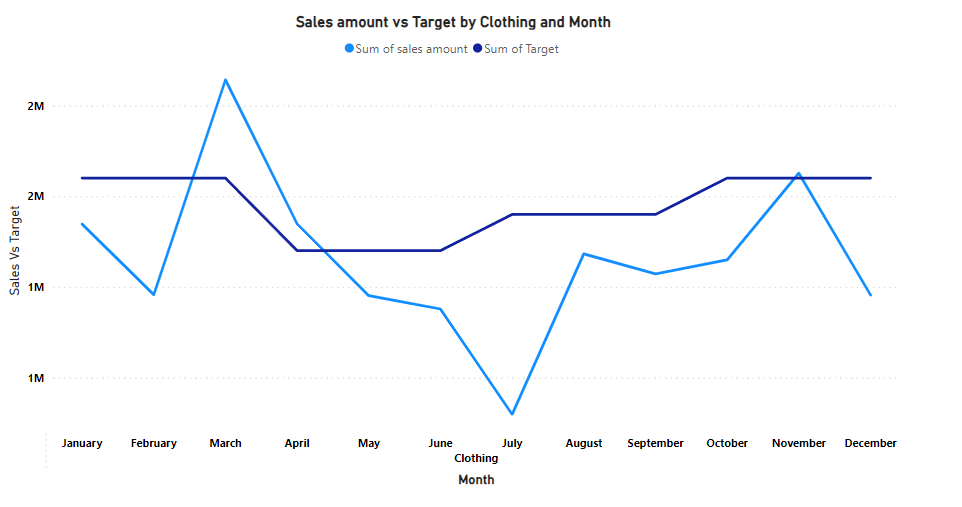 Sales amount vs Target by Clothing and Month
Sum of sales amount Sum of Target
2M
2M
1M
1M
Sales Vs Target
January February March April May June July August September October November December
Clothing
Month